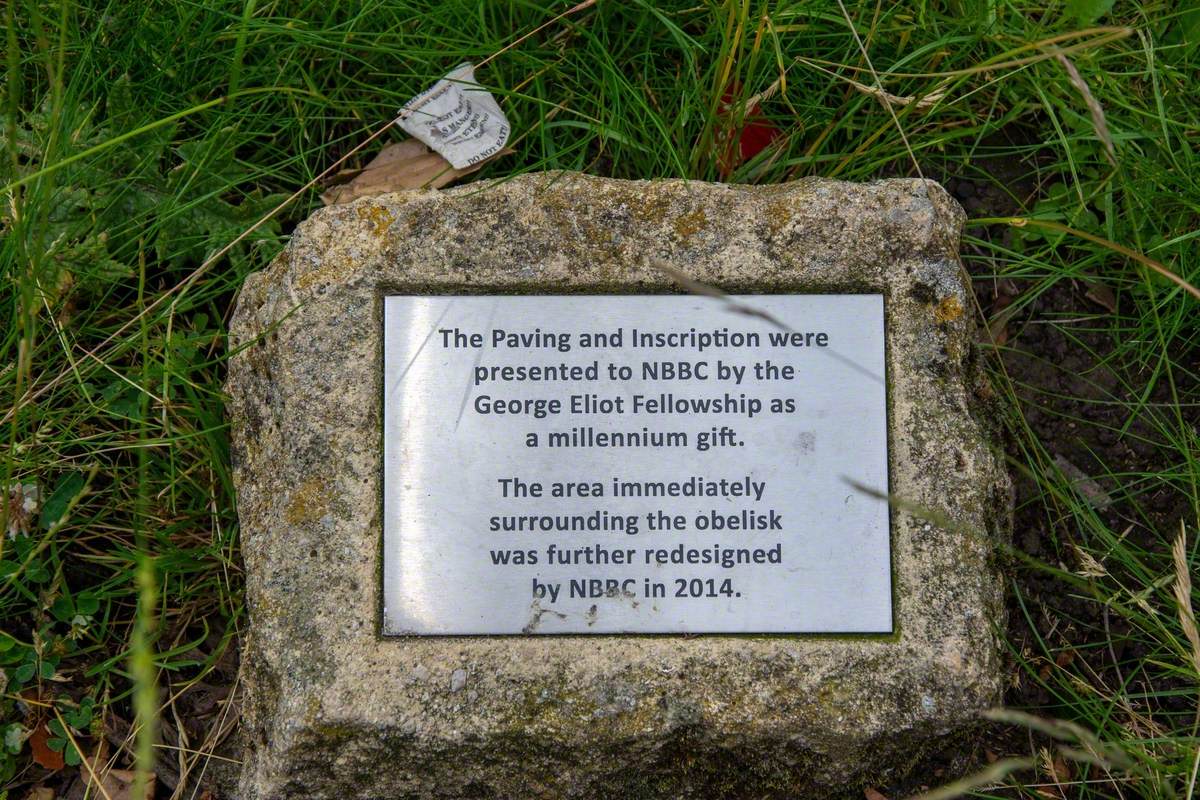 DO NOT EAT
The Paving and Inscription were
presented to NBBC by the
George Eliot Fellowship as
a millennium gift.
The area immediately
surrounding the obelisk
was further redesigned
by NBBC in 2014.